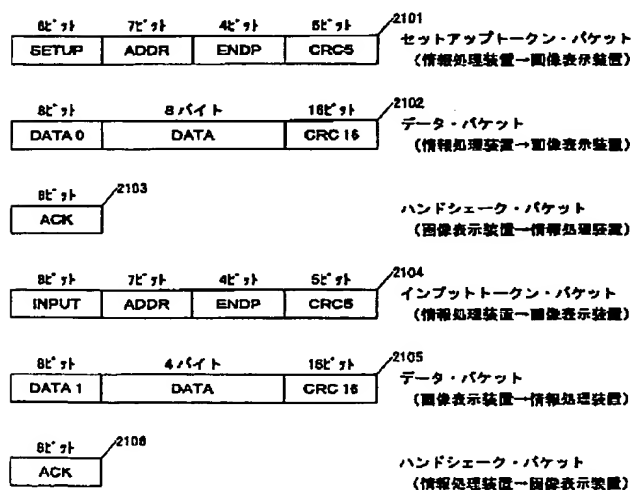 8ビット 7ビット 4ビット 5ビット 2101
SETUP ADDR ENDP CRC5 セットアップトークン・パケット
(情報処理装置→画像表示装置)
8ビット 8バイト 16ビット 2102
DATA 0 DATA CRC 16 データ・パケット
(情報処理装置→画像表示装置)
8ビット 2103
ACK ハンドシェーク・パケット
(画像表示装置→情報処理装置)
8ビット 7ビット 4ビット 5ビット 2104
INPUT ADDR ENDP CRC5 インプットトークン・パケット
(情報処理装置→画像表示装置)
8ビット 4バイト 16ビット 2105
DATA 1 DATA CRC 16 データ・パケット
(画像表示装置→情報処理装置)
8ビット 2106
ACK ハンドシェーク・パケット
(情報処理装置→画像表示装置)